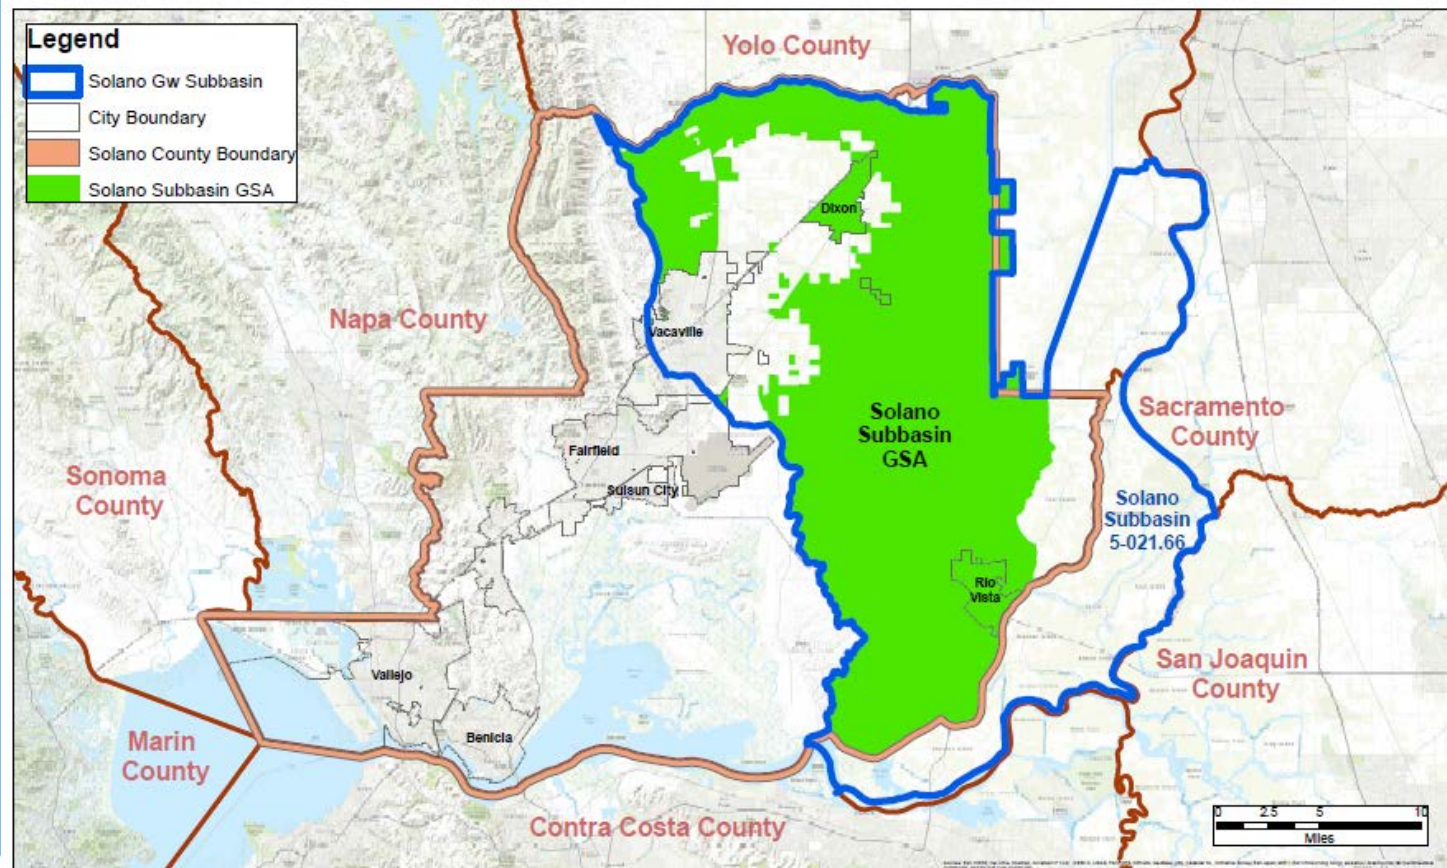 Legend
Solano Gw Subbasin
City Boundary
Solano County Boundary
Solano Subbasin GSA
Yolo County
Napa County
Sonoma
County
Marin
County
Contra Costa County
Sacramento
County
San Joaquin
County
Dixon
Vacaville
Fairfield
Suisun City
Vallejo
Benicia
Rio
Vista
Solano
Subbasin
GSA
Solano
Subbasin
5-021.66
0 2.5 5 10
Miles